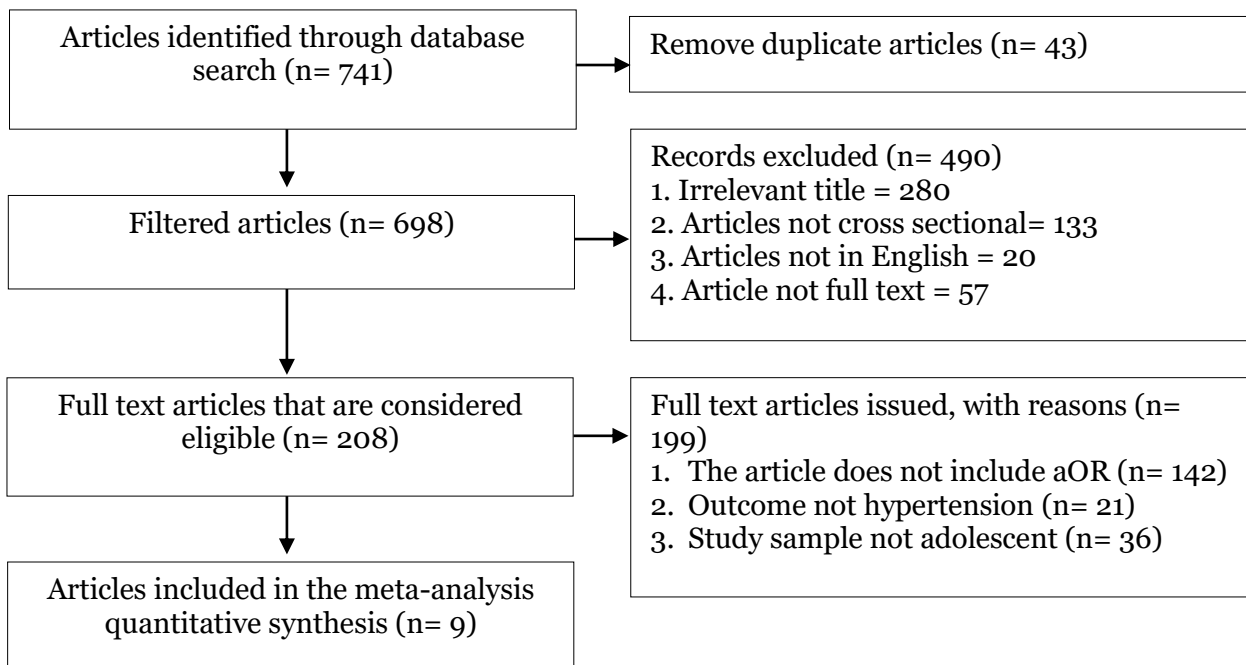 Articles identified through database
search (n= 741)
Remove duplicate articles (n= 43)
Filtered articles (n= 698)
Records excluded (n= 490)
1. Irrelevant title = 280
2. Articles not cross sectional= 133
3. Articles not in English = 20
4. Article not full text = 57
Full text articles that are considered
eligible (n= 208)
Full text articles issued, with reasons (n=
199)
1. The article does not include aOR (n= 142)
2. Outcome not hypertension (n= 21)
3. Study sample not adolescent (n= 36)
Articles included in the meta-analysis
quantitative synthesis (n= 9)